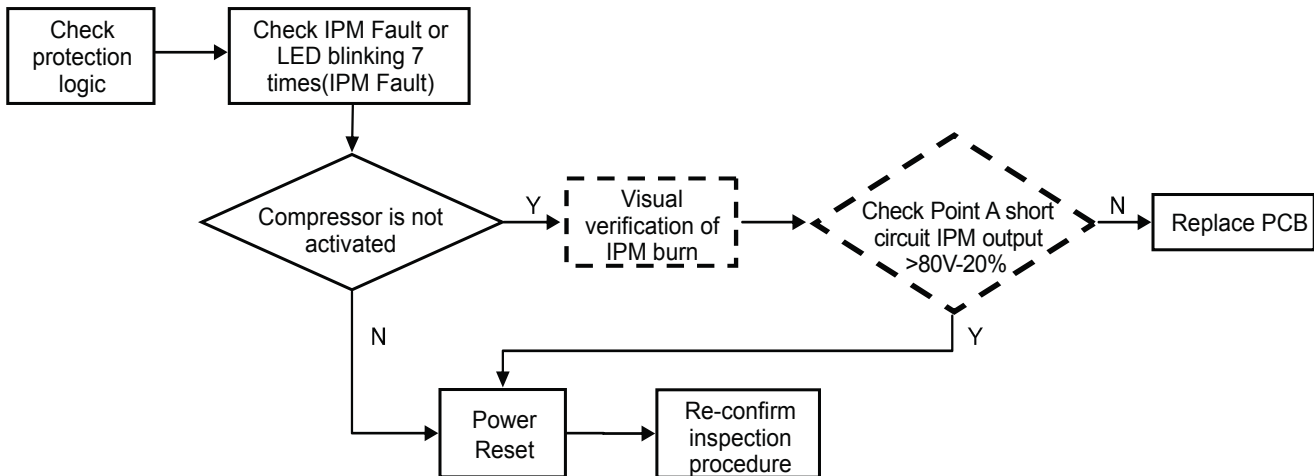 Check
protection
logic
Check IPM Fault or
LED blinking 7
times(IPM Fault)
Compressor is not
activated
Y
Visual
verification of
IPM burn
Check Point A short
circuit IPM output
>80V-20%
N
Replace PCB
N
Y
Power
Reset
Re-confirm
inspection
procedure